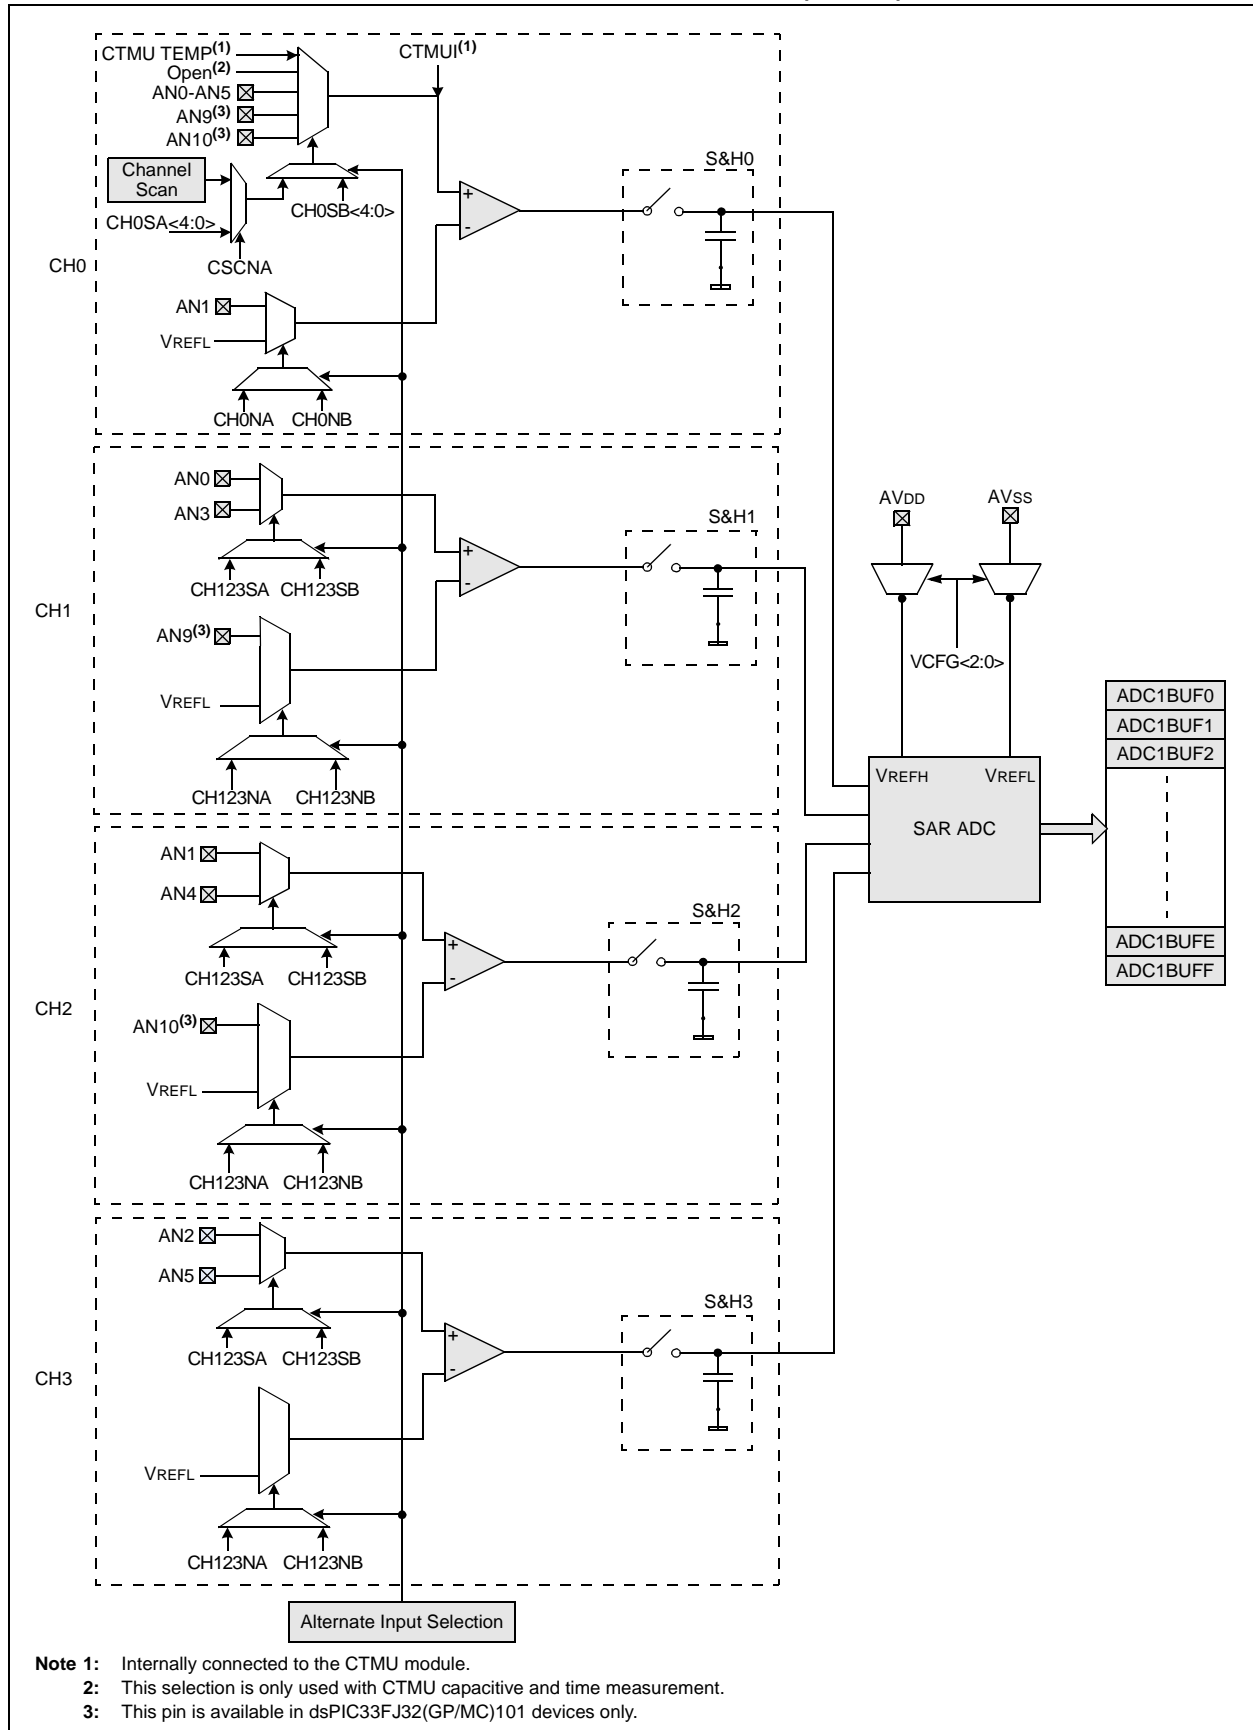 CTMU TEMP(1)
Open(2)
AN0-AN5
AN9(3)
AN10(3)
CTMUI(1)
Channel
Scan
CH0SA<4:0>
CH0SB<4:0>
CSCNA
CH0
AN1
VREFL
CH0NA CH0NB
+
-
S&H0
AN0
AN3
CH123SA CH123SB
CH1
AN9(3)
VREFL
CH123NA CH123NB
+
-
S&H1
AVDD AVSS
VCFG<2:0>
VREFH VREFL
SAR ADC
ADC1BUF0
ADC1BUF1
ADC1BUF2
ADC1BUFE
ADC1BUFF
AN1
AN4
CH123SA CH123SB
CH2
AN10(3)
VREFL
CH123NA CH123NB
+
-
S&H2
AN2
AN5
CH123SA CH123SB
CH3
VREFL
CH123NA CH123NB
+
-
S&H3
Alternate Input Selection
Note 1: Internally connected to the CTMU module.
2: This selection is only used with CTMU capacitive and time measurement.
3: This pin is available in dsPIC33FJ32(GP/MC)101 devices only.